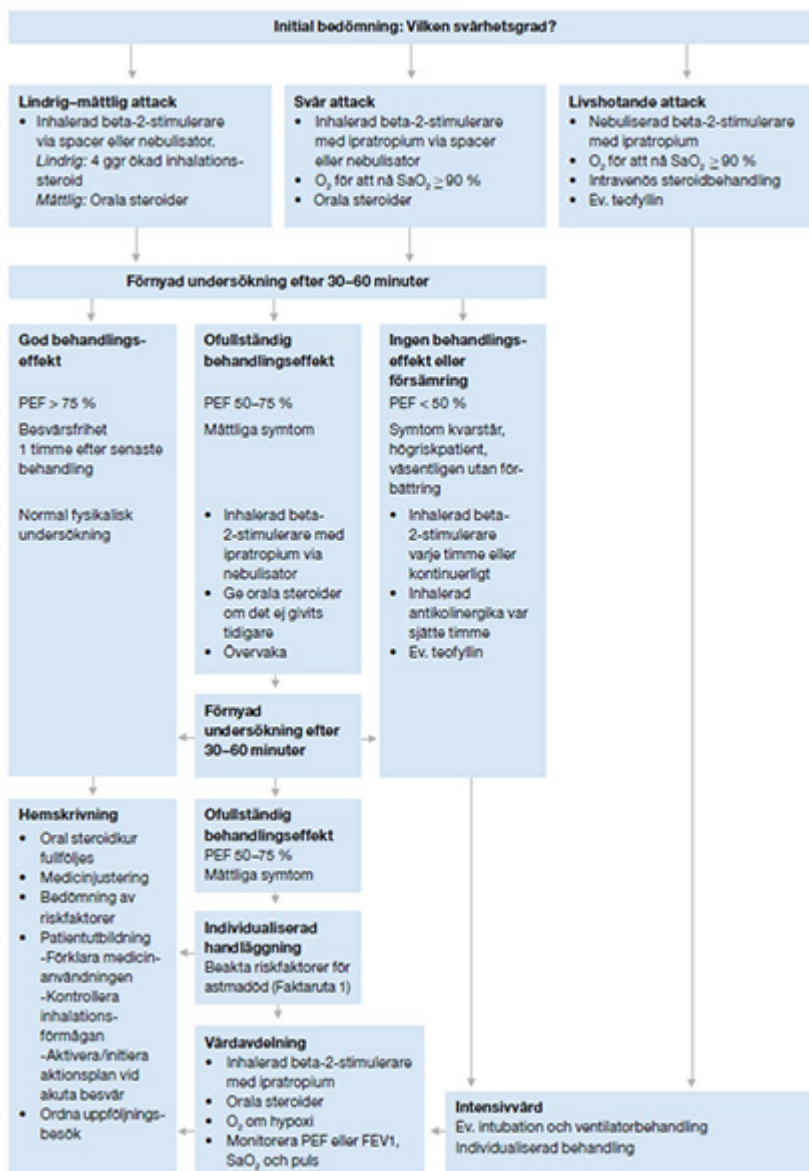 Initial bedömning: Vilken svårhetsgrad?
Lindrig–måttlig attack
• Inhalerad beta-2-stimulerare
via spacer eller nebulisator.
Lindrig: 4 ggr ökad inhalations-
steroid
Måttlig: Orala steroider
Svår attack
• Inhalerad beta-2-stimulerare
med ipratropium via spacer
eller nebulisator
• O₂ för att nå SaO₂ ≥ 90 %
• Orala steroider
Livshotande attack
• Nebuliserad beta-2-stimulerare
med ipratropium
• O₂ för att nå SaO₂ ≥ 90 %
• Intravenös steroidbehandling
• Ev. teofyllin
Förnyad undersökning efter 30–60 minuter
God behandlings-
effekt
PEF > 75 %
Besvärsfrihet
1 timme efter senaste
behandling
Normal fysikalisk
undersökning
Ofullständig
behandlingseffekt
PEF 50–75 %
Måttliga symtom
• Inhalerad beta-
2-stimulerare med
ipratropium via
nebulisator
• Ge orala steroider
om det ej givits
tidigare
• Övervaka
Ingen behandlings-
effekt eller
försämring
PEF < 50 %
Symtom kvarstår,
högriskpatient,
väsentligen utan för-
bättring
• Inhalerad beta-
2-stimulerare
varje timme eller
kontinuerligt
• Inhalerad
antikolinergika var
sjätte timme
• Ev. teofyllin
Förnyad
undersökning efter
30–60 minuter
Hemskrivning
• Oral steroidkur
fullföljes
• Medicinjustering
• Bedömning av
riskfaktorer
• Patientutbildning
-Förklara medicin-
användningen
-Kontrollera
inhalations-
förmågan
-Aktivera/initiera
aktionsplan vid
akuta besvär
• Ordna uppföljnings-
besök
Ofullständig
behandlingseffekt
PEF 50–75 %
Måttliga symtom
Individualiserad
handläggning
Beakta riskfaktorer för
astmadöd (Faktaruta 1)
Vårdavdelning
• Inhalerad beta-2-stimulerare
med ipratropium
• Orala steroider
• O₂ om hypoxi
• Monitorera PEF eller FEV1,
SaO₂ och puls
Intensivvård
Ev. intubation och ventilatorbehandling
Individualiserad behandling